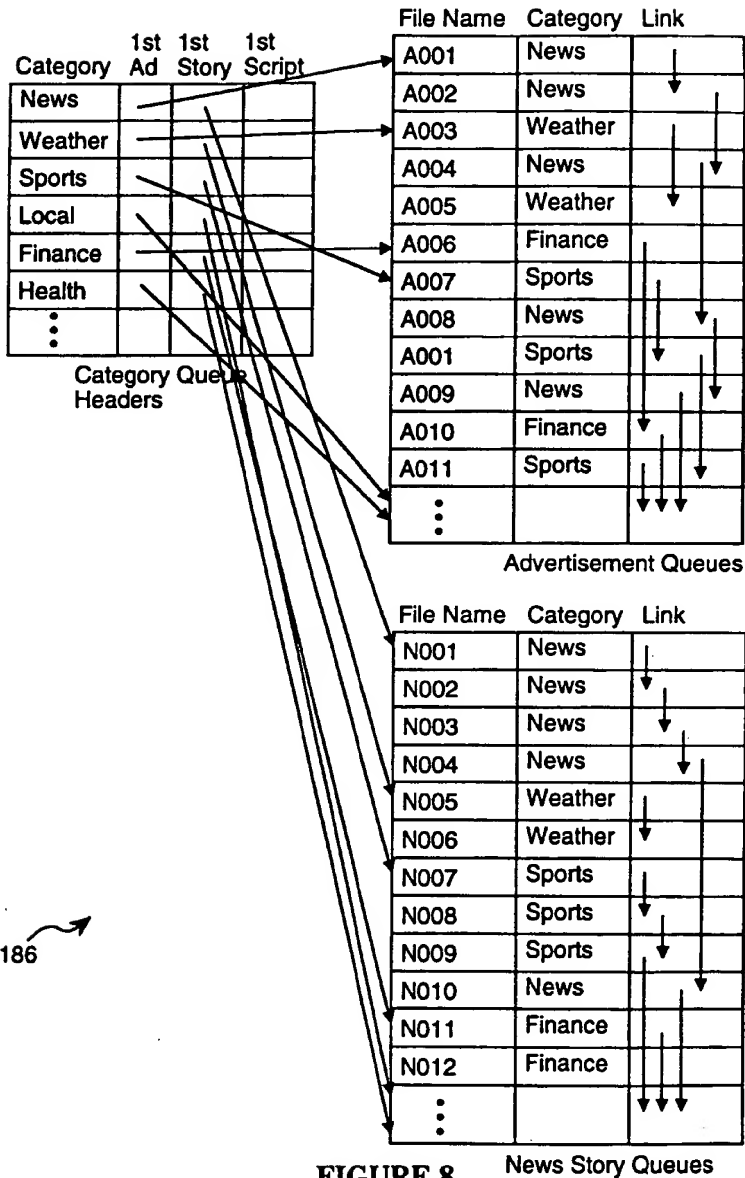 Category 1st Ad 1st Story 1st Script
News
Weather
Sports
Local
Finance
Health
Category Queue
Headers
File Name Category Link
A001 News
A002 News
A003 Weather
A004 News
A005 Weather
A006 Finance
A007 Sports
A008 News
A001 Sports
A009 News
A010 Finance
A011 Sports
Advertisement Queues
File Name Category Link
N001 News
N002 News
N003 News
N004 News
N005 Weather
N006 Weather
N007 Sports
N008 Sports
N009 Sports
N010 News
N011 Finance
N012 Finance
News Story Queues
186
FIGURE 8